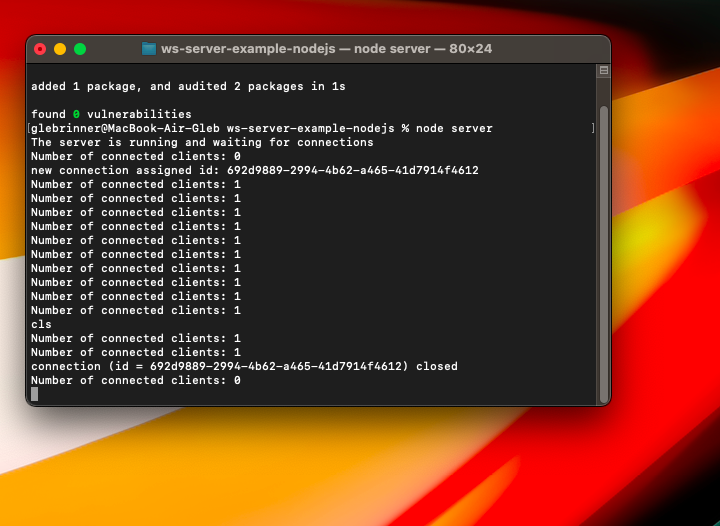 ws-server-example-nodejs — node server — 80×24
added 1 package, and audited 2 packages in 1s
found 0 vulnerabilities
[glebrinner@MacBook-Air-Gleb ws-server-example-nodejs % node server ]
The server is running and waiting for connections
Number of connected clients: 0
new connection assigned id: 692d9889-2994-4b62-a465-41d7914f4612
Number of connected clients: 1
Number of connected clients: 1
Number of connected clients: 1
Number of connected clients: 1
Number of connected clients: 1
Number of connected clients: 1
Number of connected clients: 1
Number of connected clients: 1
Number of connected clients: 1
Number of connected clients: 1
cls
Number of connected clients: 1
Number of connected clients: 1
connection (id = 692d9889-2994-4b62-a465-41d7914f4612) closed
Number of connected clients: 0